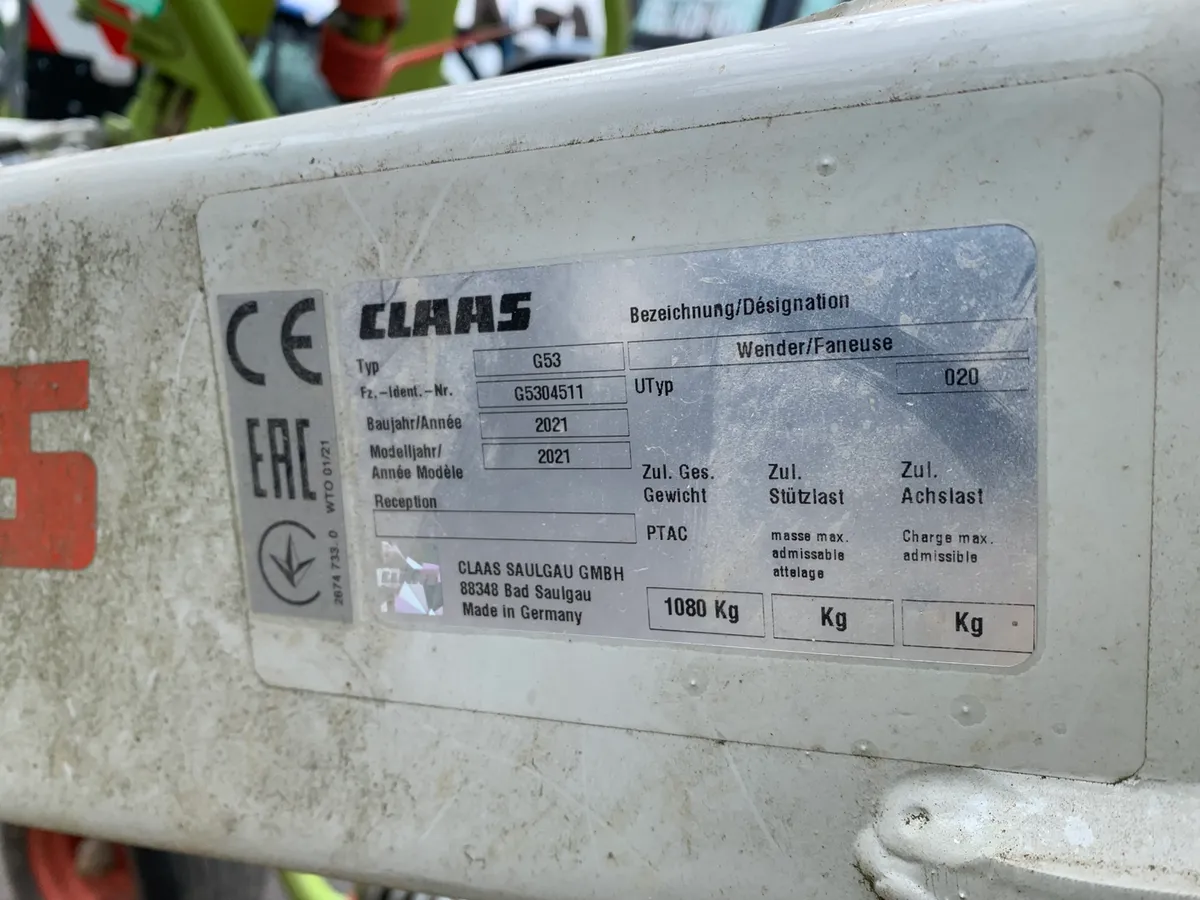 CE
EAC
WTO 01/21
2674 733. 0
CLAAS
Bezeichnung/Désignation
Typ
G53
Wender/Faneuse
Fz.-Ident.-Nr.
G5304511
UTyp
020
Baujahr/Année
2021
Modelljahr/
Année Modèle
2021
Reception
Zul. Ges.
Gewicht
PTAC
1080 Kg
Zul.
Stützlast
masse max.
admissable
attelage
Kg
Zul.
Achslast
Charge max.
admissible
Kg
CLAAS SAULGAU GMBH
88348 Bad Saulgau
Made in Germany